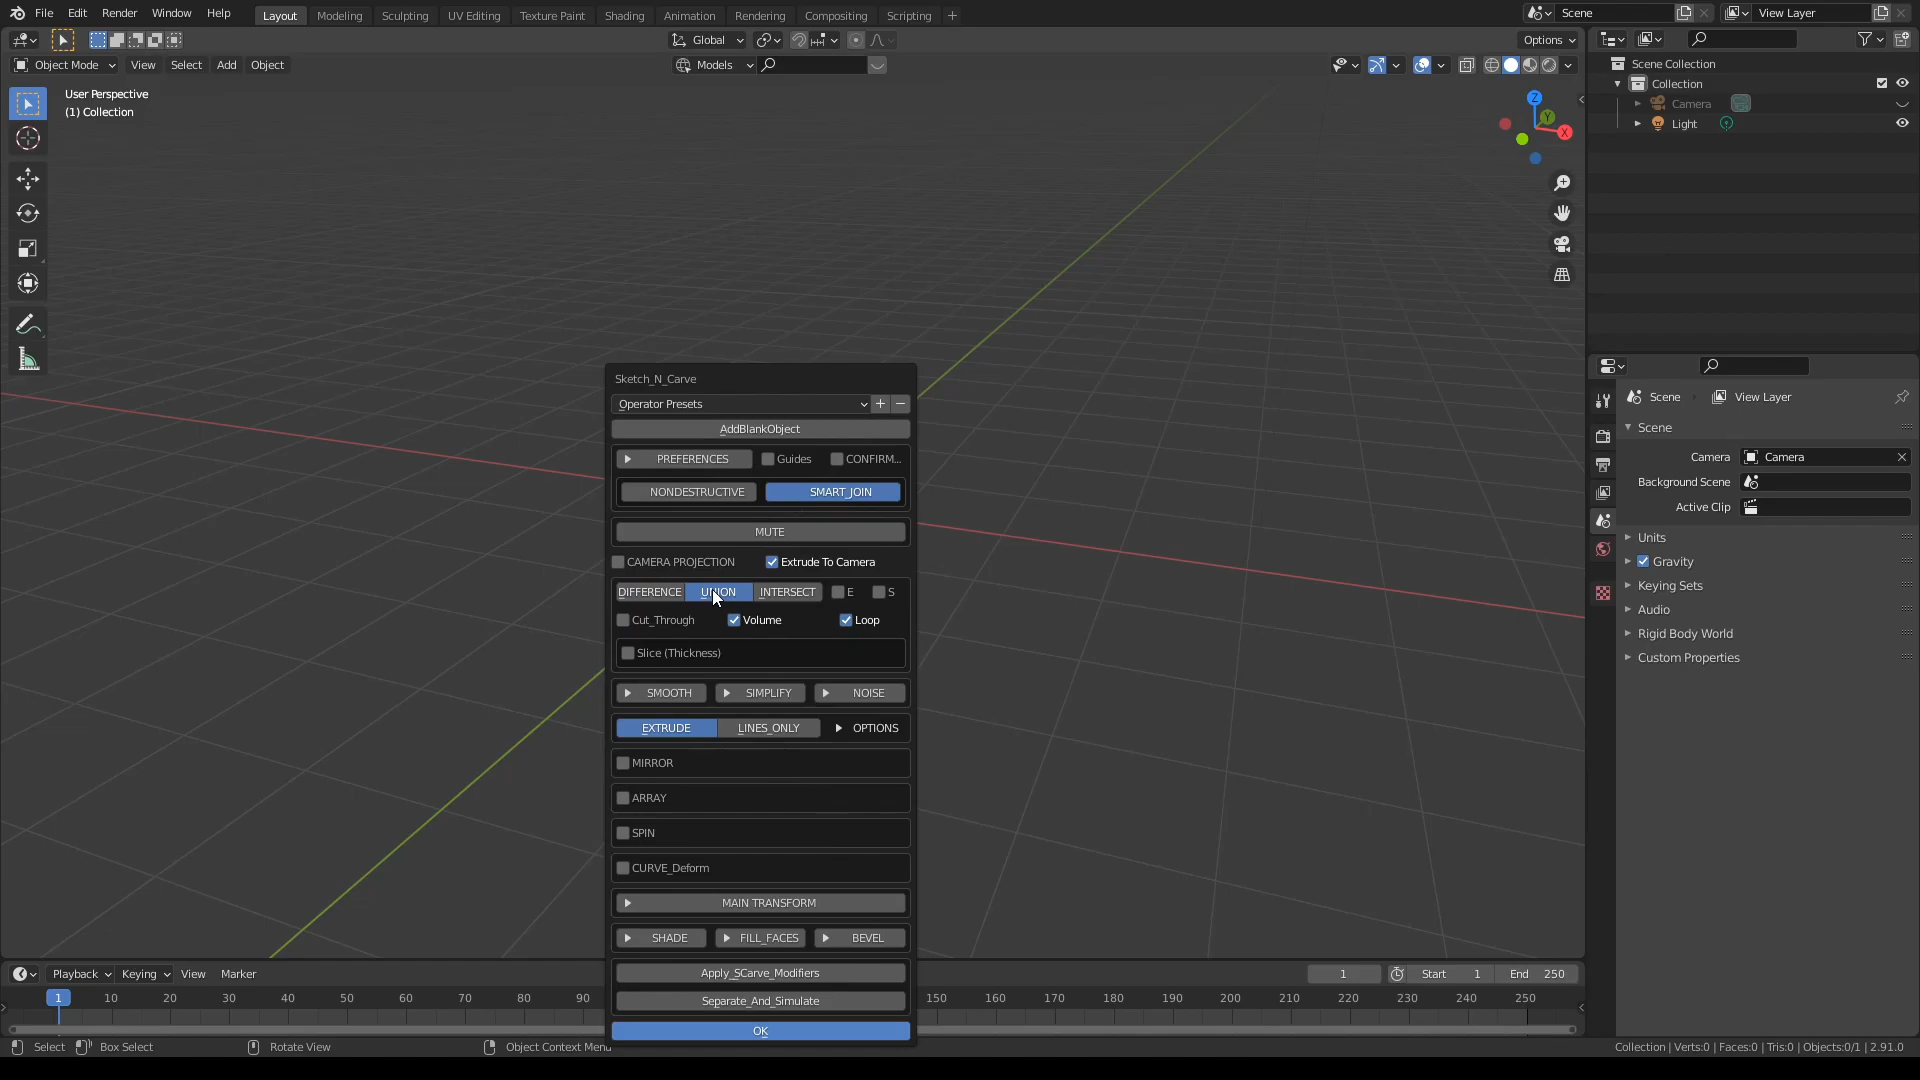 File Edit Render Window Help Layout Modeling Sculpting UV Editing Texture Paint Shading Animation Rendering Compositing Scripting + Scene View Layer
Global Options
Object Mode View Select Add Object Models
User Perspective
(1) Collection
Z
Y
X
Scene Collection
Collection
Camera
Light
Sketch_N_Carve
Operator Presets + −
AddBlankObject
PREFERENCES Guides CONFIRM...
NONDESTRUCTIVE SMART_JOIN
MUTE
CAMERA PROJECTION Extrude To Camera
DIFFERENCE UNION INTERSECT E S
Cut_Through Volume Loop
Slice (Thickness)
SMOOTH SIMPLIFY NOISE
EXTRUDE LINES_ONLY OPTIONS
MIRROR
ARRAY
SPIN
CURVE_Deform
MAIN TRANSFORM
SHADE FILL_FACES BEVEL
Apply_SCarve_Modifiers
Separate_And_Simulate
OK
Scene View Layer
Scene
Camera Camera
Background Scene
Active Clip
Units
Gravity
Keying Sets
Audio
Rigid Body World
Custom Properties
Playback Keying View Marker 1 Start 1 End 250
1 10 20 30 40 50 60 70 80 90 150 160 170 180 190 200 210 220 230 240 250
Select Box Select Rotate View Object Context Menu Collection | Verts:0 | Faces:0 | Tris:0 | Objects:0/1 | 2.91.0